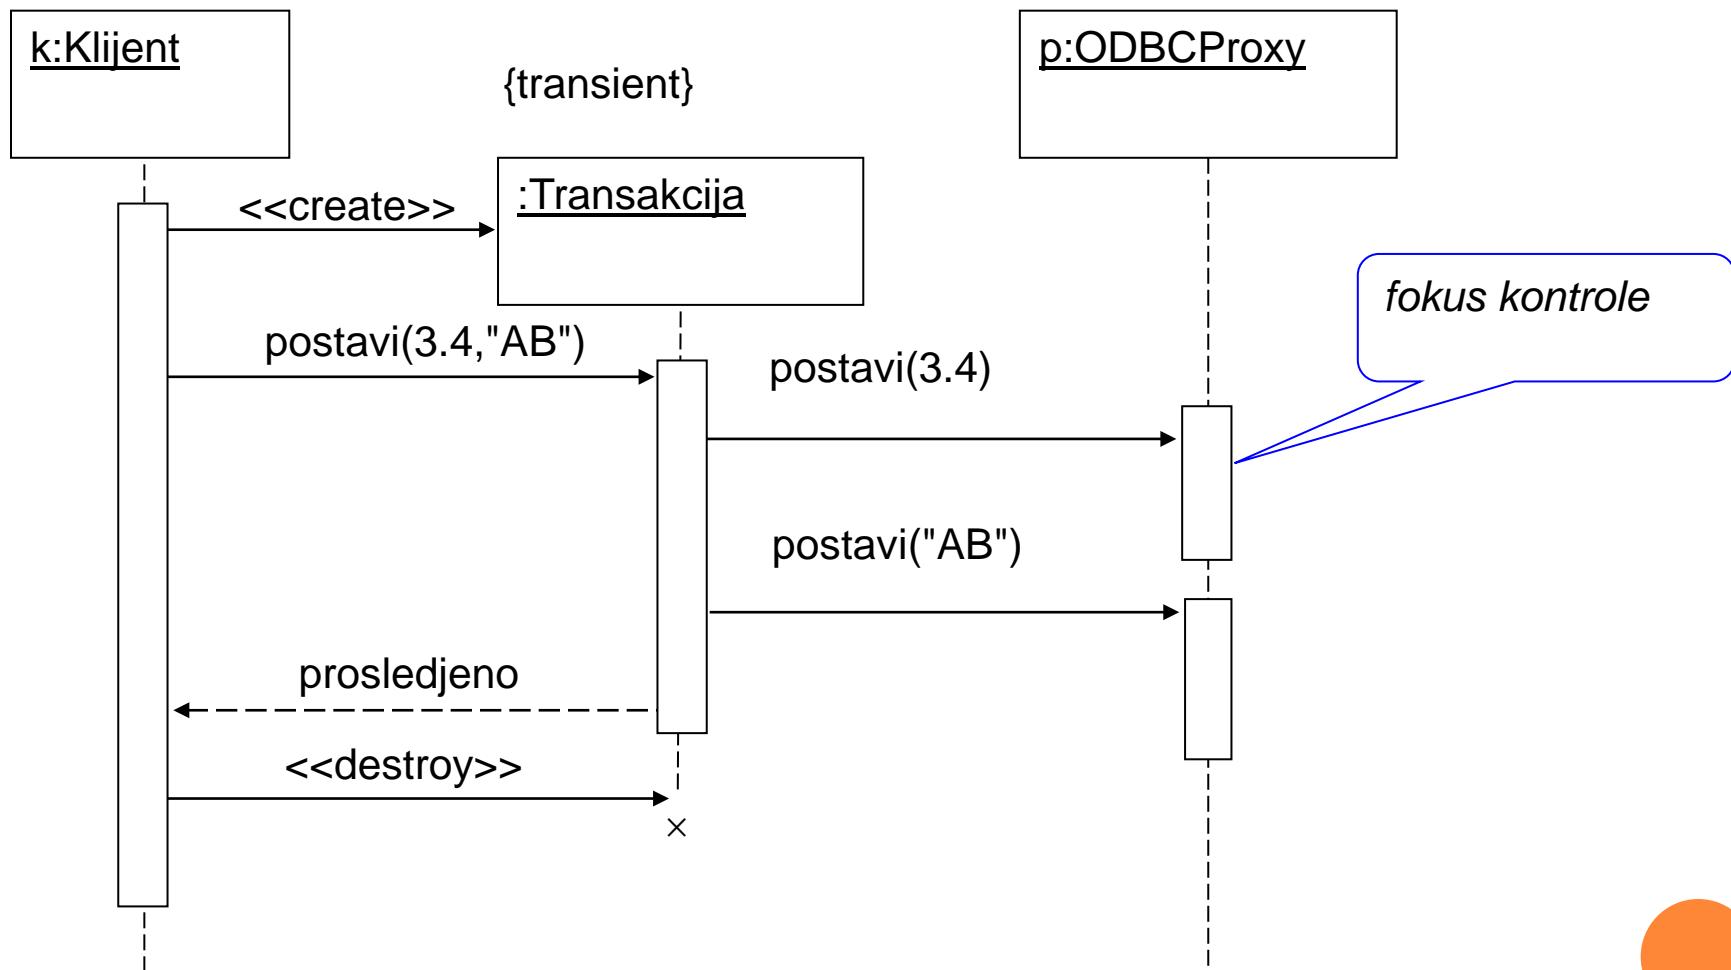 k:Klijent
{transient}
p:ODBCProxy
<<create>>
:Transakcija
fokus kontrole
postavi(3.4,"AB")
postavi(3.4)
postavi("AB")
prosledjeno
<<destroy>>
×